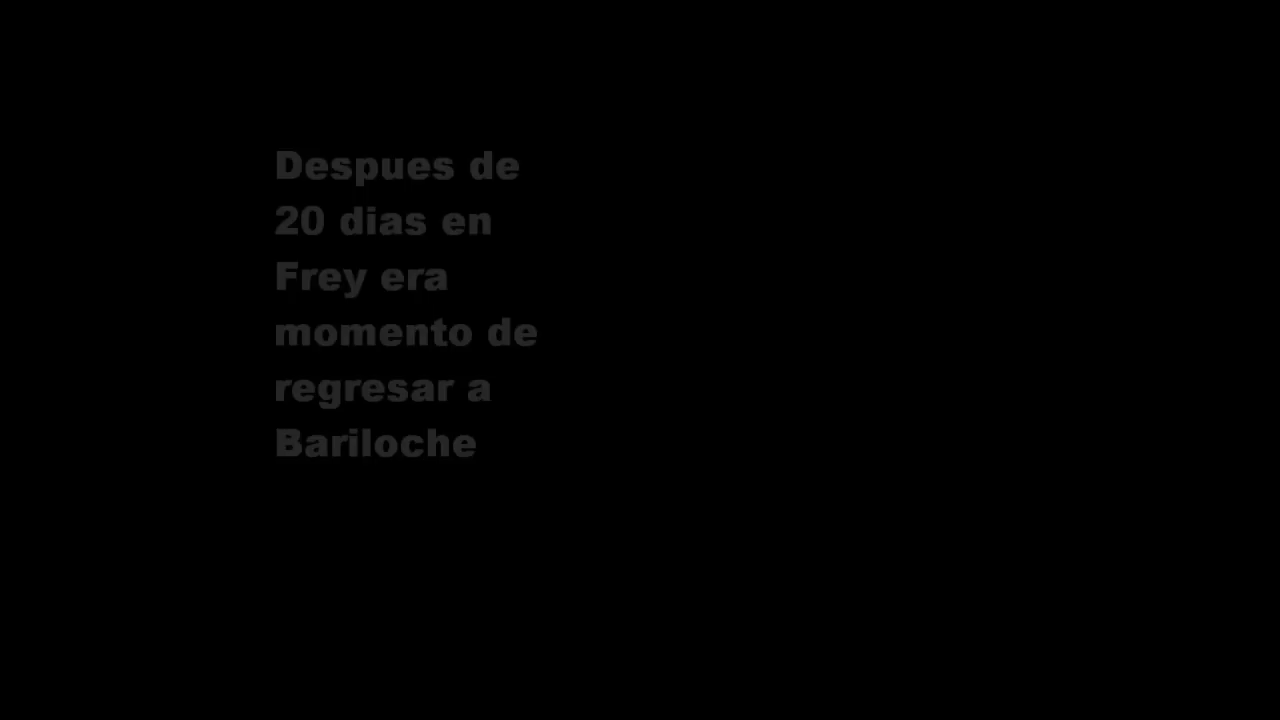 Despues de
20 dias en
Frey era
momento de
regresar a
Bariloche